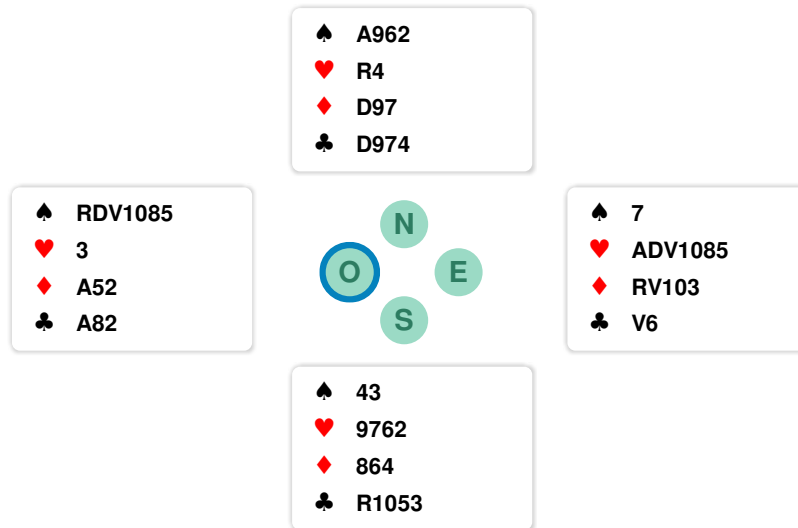 ♠ A962
♥ R4
♦ D97
♣ D974
♠ RDV1085
♥ 3
♦ A52
♣ A82
N
O E
S
♠ 7
♥ ADV1085
♦ RV103
♣ V6
♠ 43
♥ 9762
♦ 864
♣ R1053